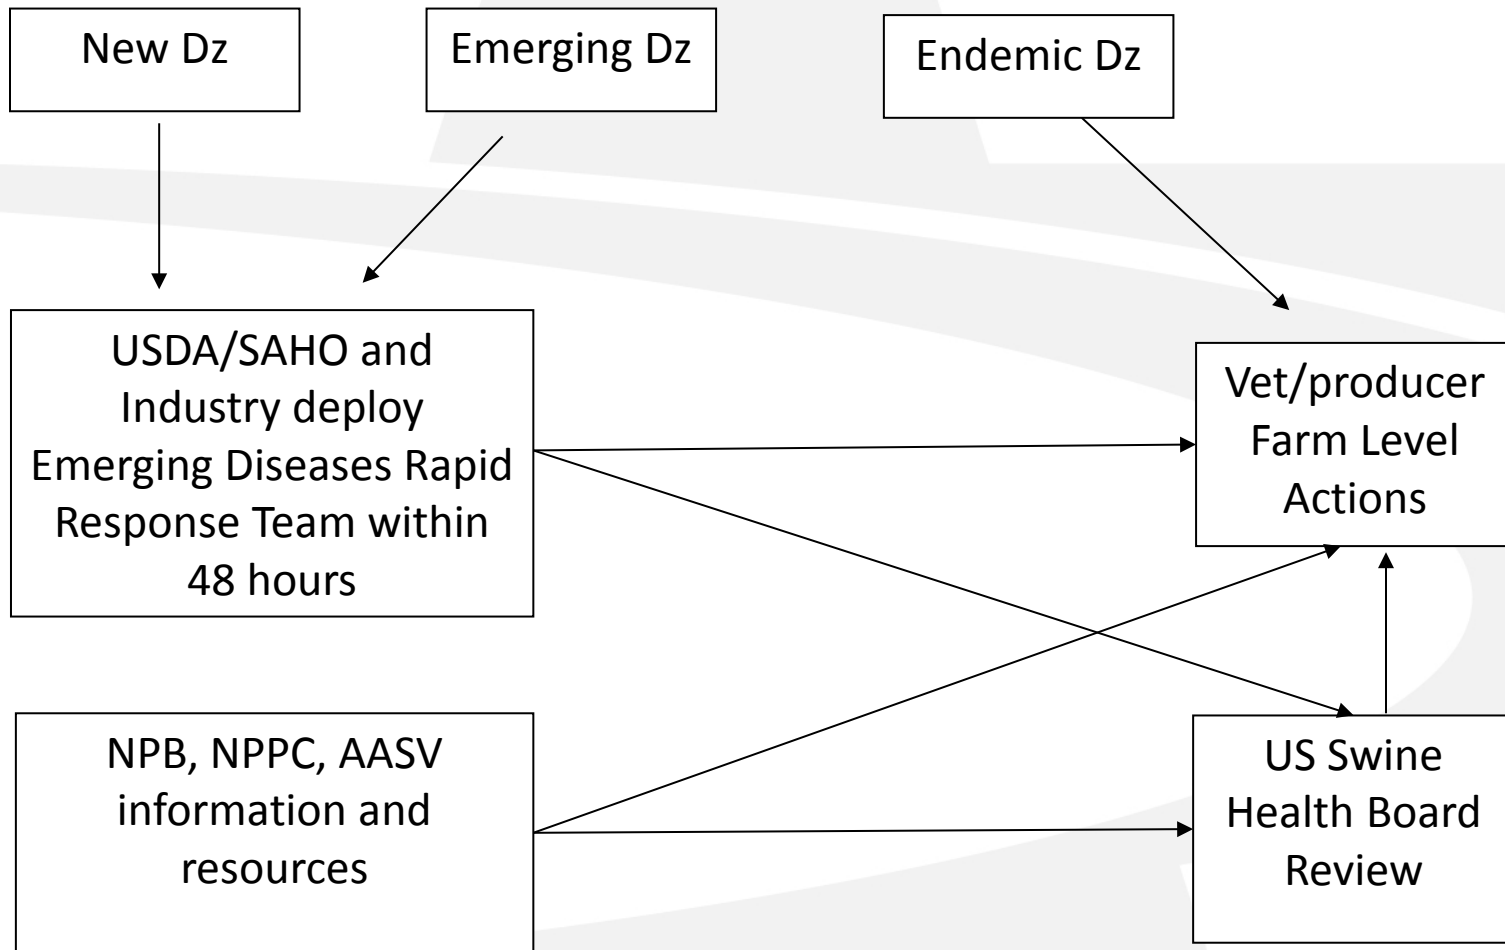 New Dz
Emerging Dz
Endemic Dz
USDA/SAHO and
Industry deploy
Emerging Diseases Rapid
Response Team within
48 hours
Vet/producer
Farm Level
Actions
NPB, NPPC, AASV
information and
resources
US Swine
Health Board
Review